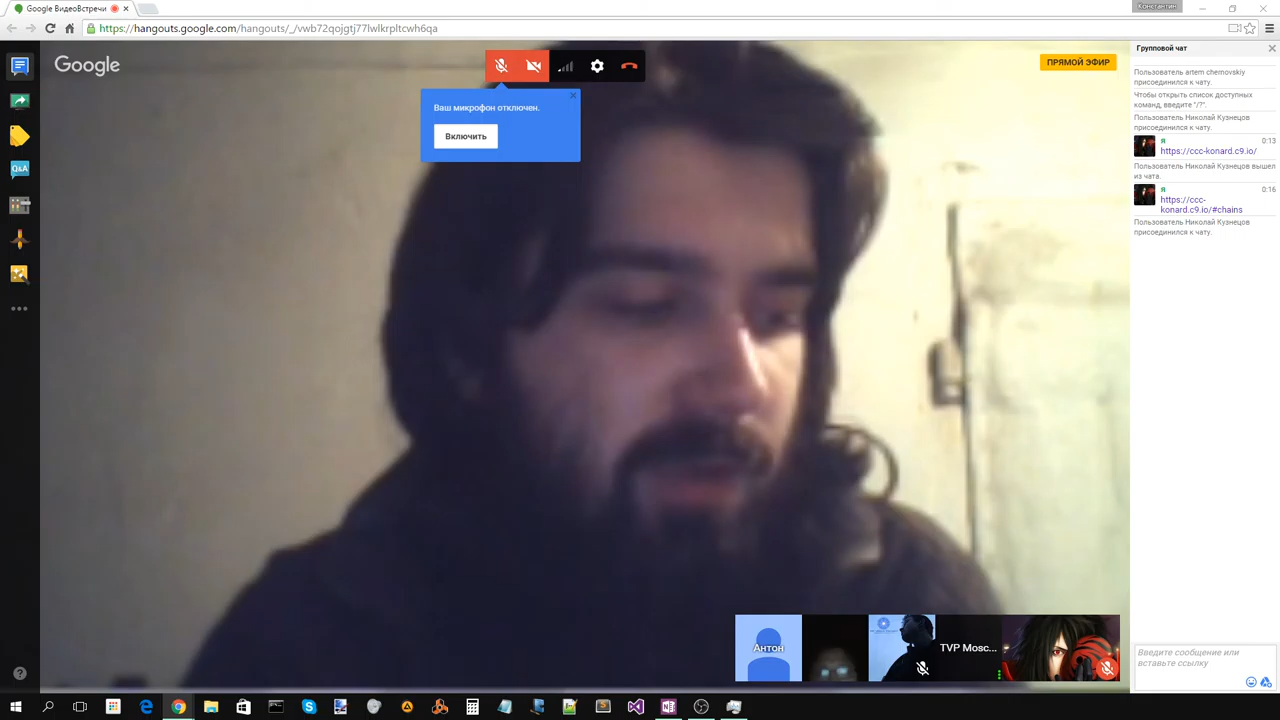 Google ВидеоВстречи
Константин
https://hangouts.google.com/hangouts/_/vwb72qojgtj77lwlkrpltcwh6qa
Google
ПРЯМОЙ ЭФИР
Ваш микрофон отключен.
Включить
Q&A
Групповой чат
Пользователь artem chernovskiy
присоединился к чату.
Чтобы открыть список доступных
команд, введите "/?".
Пользователь Николай Кузнецов
присоединился к чату.
я 0:13
https://ccc-konard.c9.io/
Пользователь Николай Кузнецов вышел
из чата.
я 0:16
https://ccc-
konard.c9.io/#chains
Пользователь Николай Кузнецов
присоединился к чату.
Антон
TVP Mosc...
Введите сообщение или
вставьте ссылку